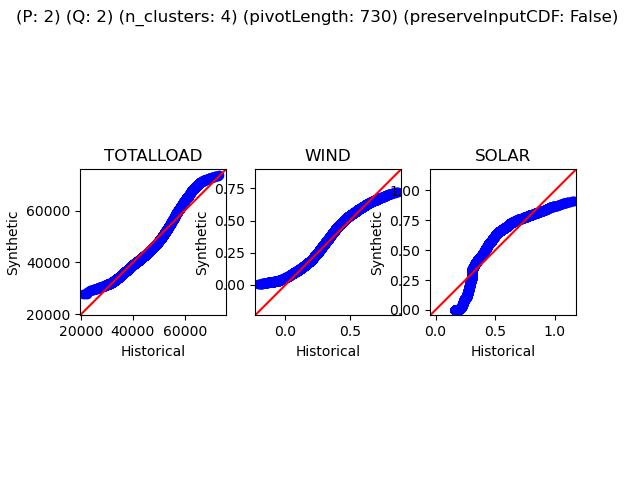 (P: 2) (Q: 2) (n_clusters: 4) (pivotLength: 730) (preserveInputCDF: False)
TOTALLOAD
Synthetic
60000
40000
20000
20000 40000 60000
Historical
WIND
Synthetic
0.75
0.50
0.25
0.00
0.0 0.5
Historical
SOLAR
Synthetic
1.00
0.75
0.50
0.25
0.00
0.0 0.5 1.0
Historical